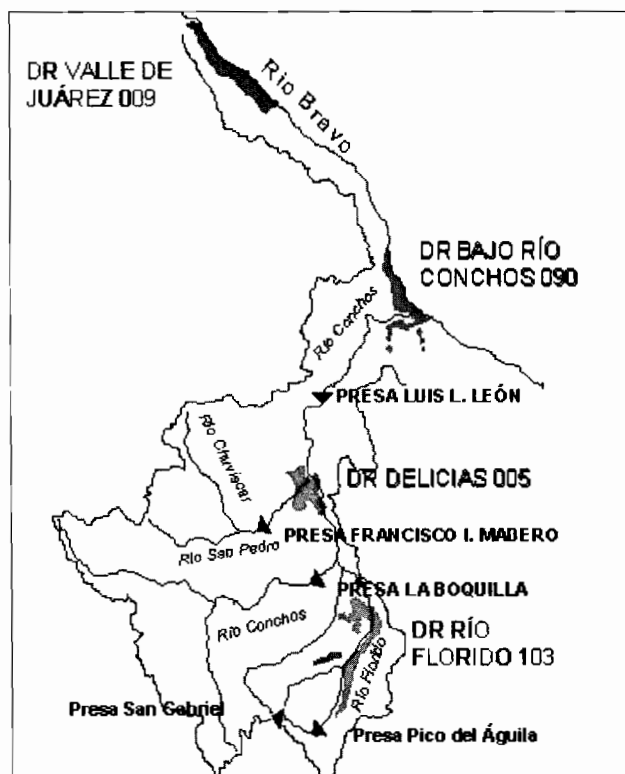 DR VALLE DE
JUÁREZ 009
Río Bravo
DR BAJO RÍO
CONCHOS 090
Río Conchos
PRESA LUIS L. LEÓN
Río Chuviscar
DR DELICIAS 005
PRESA FRANCISCO I. MADERO
Río San Pedro
PRESA LA BOQUILLA
Río Conchos
DR RÍO
FLORIDO 103
Río Florido
Presa San Gabriel
Presa Pico del Águila